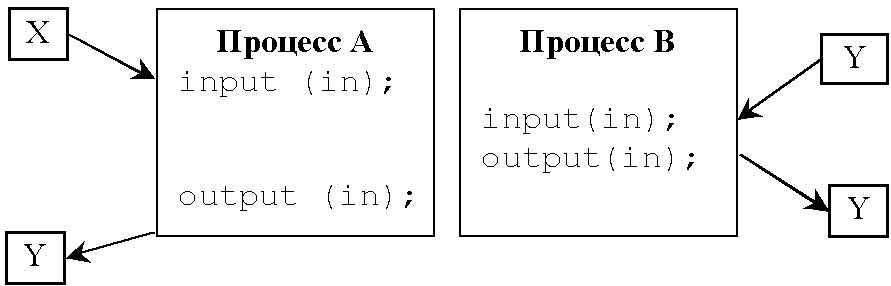 X
Процесс A
input (in);
output (in);
Y
Процесс B
input(in);
output(in);
Y
Y